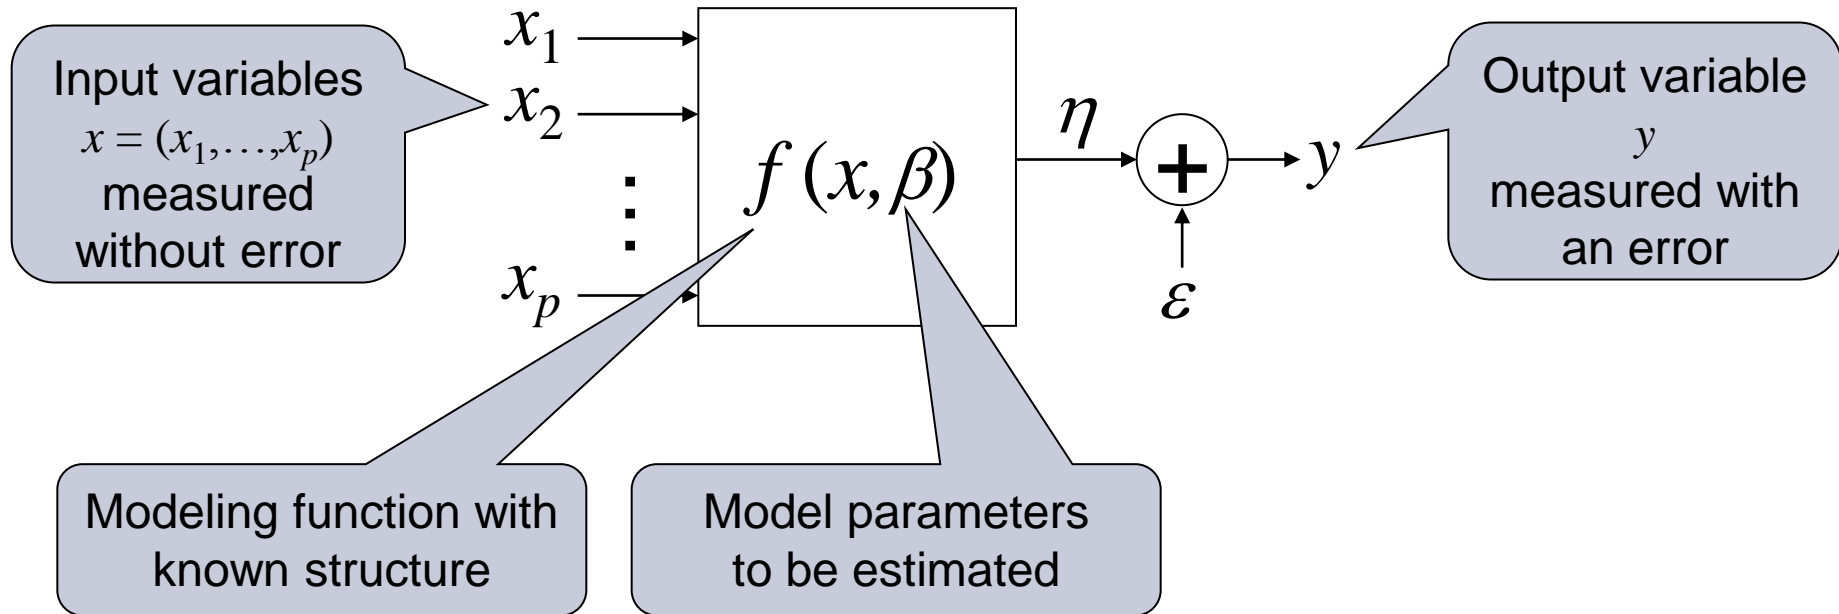 Input variables
x = (x₁,…,xₚ)
measured
without error
x₁
x₂
⋮
xₚ
f (x, β)
η
+
ε
y
Output variable
y
measured with
an error
Modeling function with
known structure
Model parameters
to be estimated